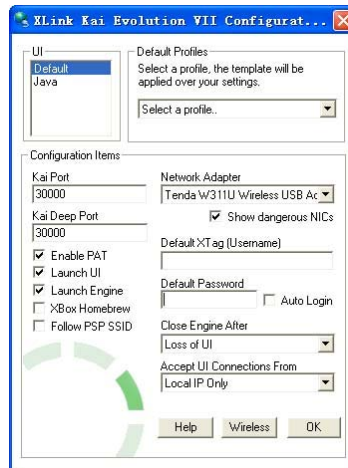 XLink Kai Evolution VII Configurat...
UI
Default
Java
Default Profiles
Select a profile, the template will be
applied over your settings.
Select a profile..
Configuration Items
Kai Port
30000
Kai Deep Port
30000
Enable PAT
Launch UI
Launch Engine
XBox Homebrew
Follow PSP SSID
Network Adapter
Tenda W311U Wireless USB Ac
Show dangerous NICs
Default XTag (Username)
Default Password
Auto Login
Close Engine After
Loss of UI
Accept UI Connections From
Local IP Only
Help
Wireless
OK